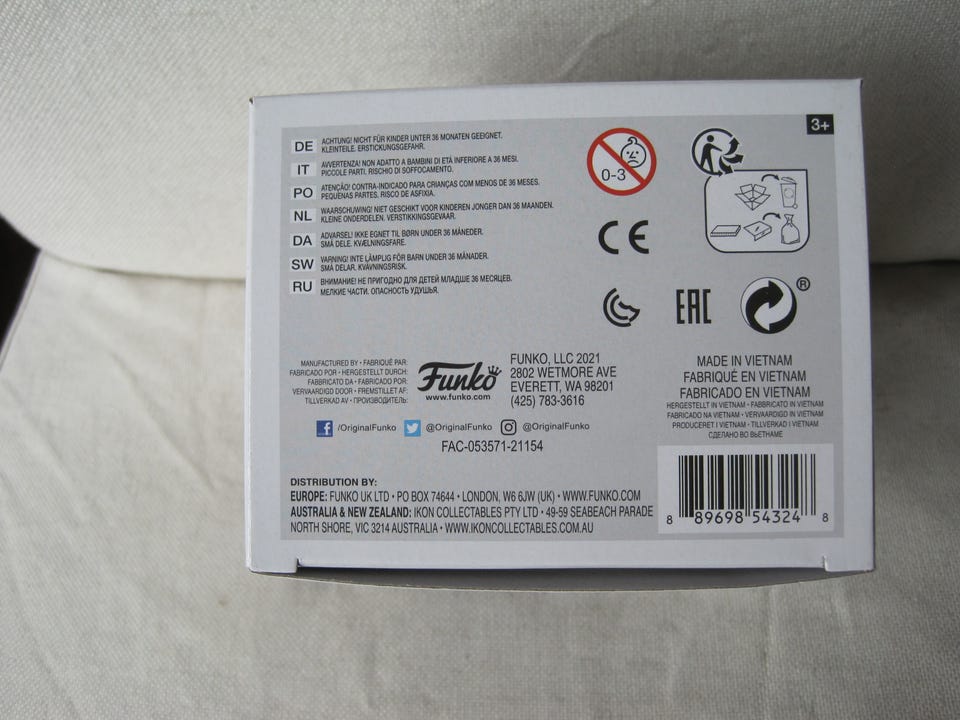 3+
DE ACHTUNG! NICHT FÜR KINDER UNTER 36 MONATEN GEEIGNET.
KLEINTEILE. ERSTICKUNGSGEFAHR.
IT AVVERTENZA! NON ADATTO A BAMBINI DI ETÀ INFERIORE A 36 MESI.
PICCOLE PARTI. RISCHIO DI SOFFOCAMENTO.
PO ATENÇÃO! CONTRA-INDICADO PARA CRIANÇAS COM MENOS DE 36 MESES.
PEQUENAS PARTES. RISCO DE ASFIXIA.
NL WAARSCHUWING! NIET GESCHIKT VOOR KINDEREN JONGER DAN 36 MAANDEN.
KLEINE ONDERDELEN. VERSTIKKINGSGEVAAR.
DA ADVARSEL! IKKE EGNET TIL BØRN UNDER 36 MÅNEDER.
SMÅ DELE. KVÆLNINGSFARE.
SW VARNING! INTE LÄMPLIG FÖR BARN UNDER 36 MÅNADER.
SMÅ DELAR. KVÄVNINGSRISK.
RU ВНИМАНИЕ! НЕ ПРИГОДНО ДЛЯ ДЕТЕЙ МЛАДШЕ 36 МЕСЯЦЕВ.
МЕЛКИЕ ЧАСТИ. ОПАСНОСТЬ УДУШЬЯ.
0-3
CE
EAC
®
MANUFACTURED BY • FABRIQUÉ PAR:
FABRICADO POR • HERGESTELLT DURCH:
FABBRICATO DA • FABRICADO POR:
VERVAARDIGD DOOR • FREMSTILLET AF:
TILLVERKAD AV • ПРОИЗВОДИТЕЛЬ:
Funko
www.funko.com
FUNKO, LLC 2021
2802 WETMORE AVE
EVERETT, WA 98201
(425) 783-3616
MADE IN VIETNAM
FABRIQUÉ EN VIETNAM
FABRICADO EN VIETNAM
HERGESTELLT IN VIETNAM • FABBRICATO IN VIETNAM
FABRICADO NA VIETNAM • VERVAARDIGD IN VIETNAM
PRODUCERET I VIETNAM • TILLVERKAD I VIETNAM
СДЕЛАНО ВО ВЬЕТНАМЕ
f /OriginalFunko @OriginalFunko @OriginalFunko
FAC-053571-21154
DISTRIBUTION BY:
EUROPE: FUNKO UK LTD • PO BOX 74644 • LONDON, W6 6JW (UK) • WWW.FUNKO.COM
AUSTRALIA & NEW ZEALAND: IKON COLLECTABLES PTY LTD • 49-59 SEABEACH PARADE
NORTH SHORE, VIC 3214 AUSTRALIA • WWW.IKONCOLLECTABLES.COM.AU
8 89698 54324 8